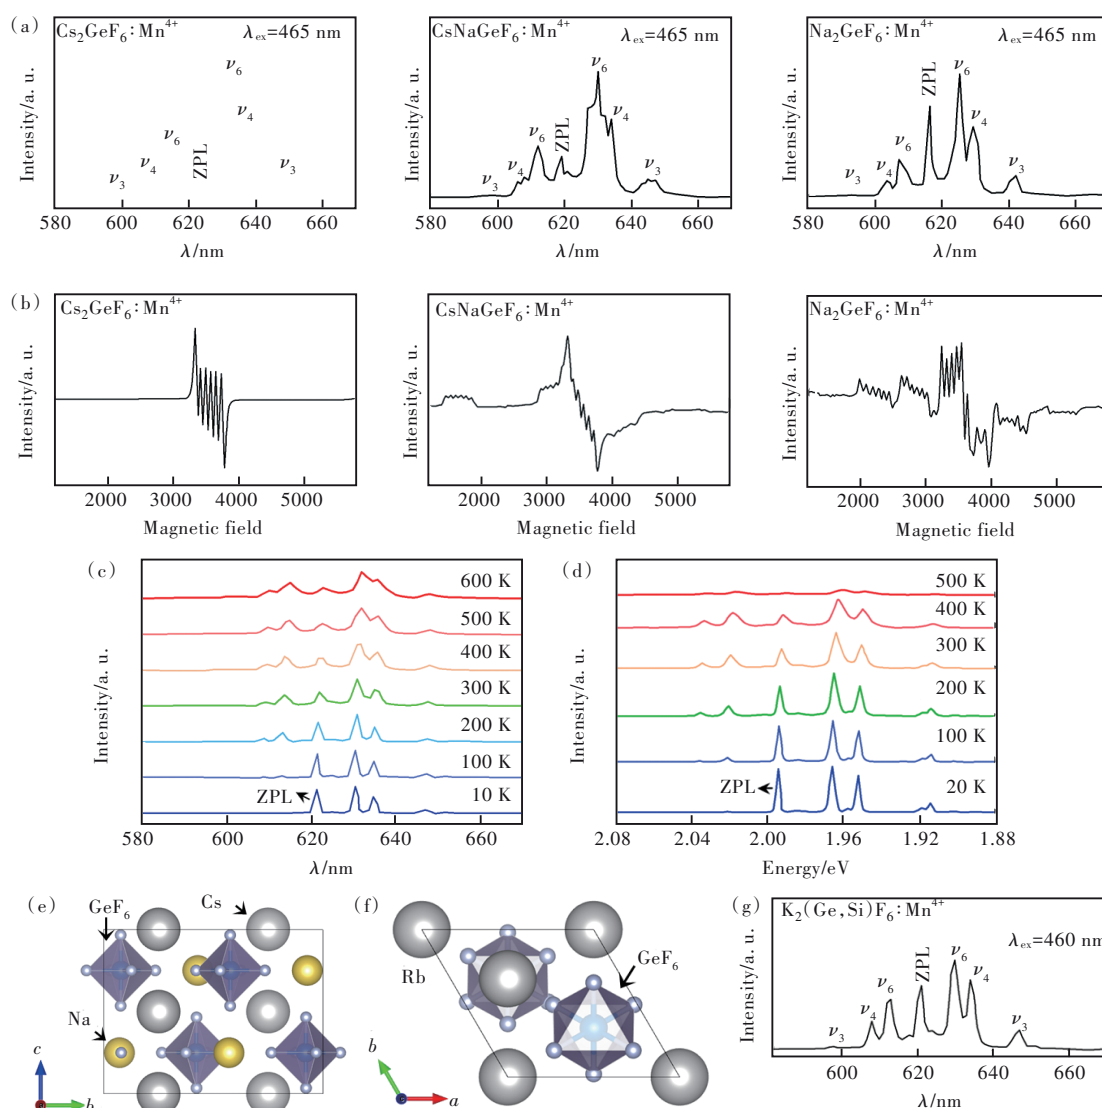 (a)
Cs₂GeF₆:Mn⁴⁺
λex=465 nm
Intensity/a. u.
ν₃
ν₄
ν₆
ZPL
ν₆
ν₄
ν₃
580 600 620 640 660
λ/nm
CsNaGeF₆:Mn⁴⁺
λex=465 nm
Intensity/a. u.
ν₃
ν₄
ν₆
ZPL
ν₆
ν₄
ν₃
580 600 620 640 660
λ/nm
Na₂GeF₆:Mn⁴⁺
λex=465 nm
Intensity/a. u.
ν₃
ν₄
ν₆
ZPL
ν₆
ν₄
ν₃
580 600 620 640 660
λ/nm
(b)
Cs₂GeF₆:Mn⁴⁺
Intensity/a. u.
2000 3000 4000 5000
Magnetic field
CsNaGeF₆:Mn⁴⁺
Intensity/a. u.
2000 3000 4000 5000
Magnetic field
Na₂GeF₆:Mn⁴⁺
Intensity/a. u.
2000 3000 4000 5000
Magnetic field
(c)
Intensity/a. u.
600 K
500 K
400 K
300 K
200 K
100 K
10 K
ZPL
580 600 620 640 660
λ/nm
(d)
Intensity/a. u.
500 K
400 K
300 K
200 K
100 K
20 K
ZPL
2.08 2.04 2.00 1.96 1.92 1.88
Energy/eV
(e)
GeF₆
Cs
Na
c
b
(f)
Rb
GeF₆
b
a
(g)
K₂(Ge,Si)F₆:Mn⁴⁺
λex=460 nm
Intensity/a. u.
ν₃
ν₄
ν₆
ZPL
ν₆
ν₄
ν₃
600 620 640 660
λ/nm